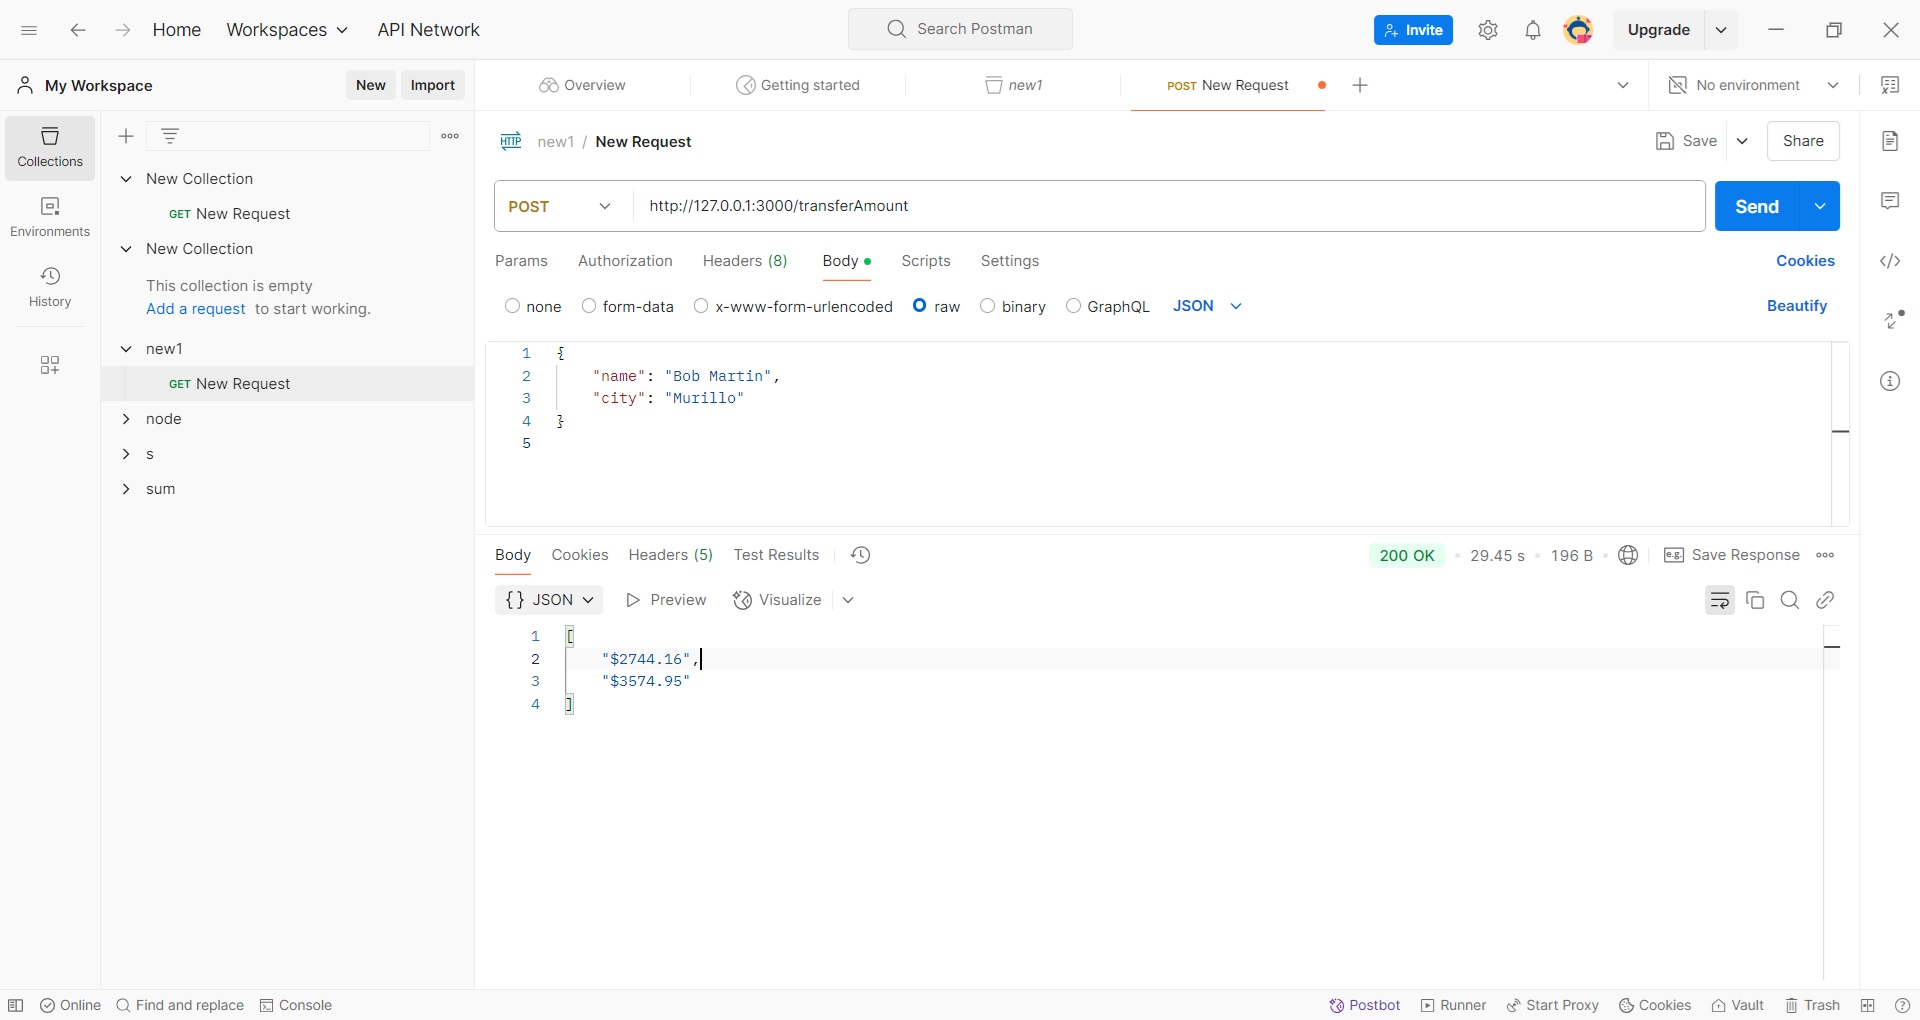 Home
Workspaces
API Network
Search Postman
Invite
Upgrade
My Workspace
New
Import
Overview
Getting started
new1
POST New Request
No environment
Collections
Environments
History
New Collection
GET New Request
New Collection
This collection is empty
Add a request to start working.
new1
GET New Request
node
s
sum
HTTP new1 / New Request
Save
Share
POST
http://127.0.0.1:3000/transferAmount
Send
Params
Authorization
Headers (8)
Body
Scripts
Settings
Cookies
none
form-data
x-www-form-urlencoded
raw
binary
GraphQL
JSON
Beautify
1 {
2 "name": "Bob Martin",
3 "city": "Murillo"
4 }
5
Body
Cookies
Headers (5)
Test Results
200 OK
29.45 s
196 B
e.g. Save Response
{} JSON
Preview
Visualize
1 [
2 "$2744.16",
3 "$3574.95"
4 ]
Online
Find and replace
Console
Postbot
Runner
Start Proxy
Cookies
Vault
Trash